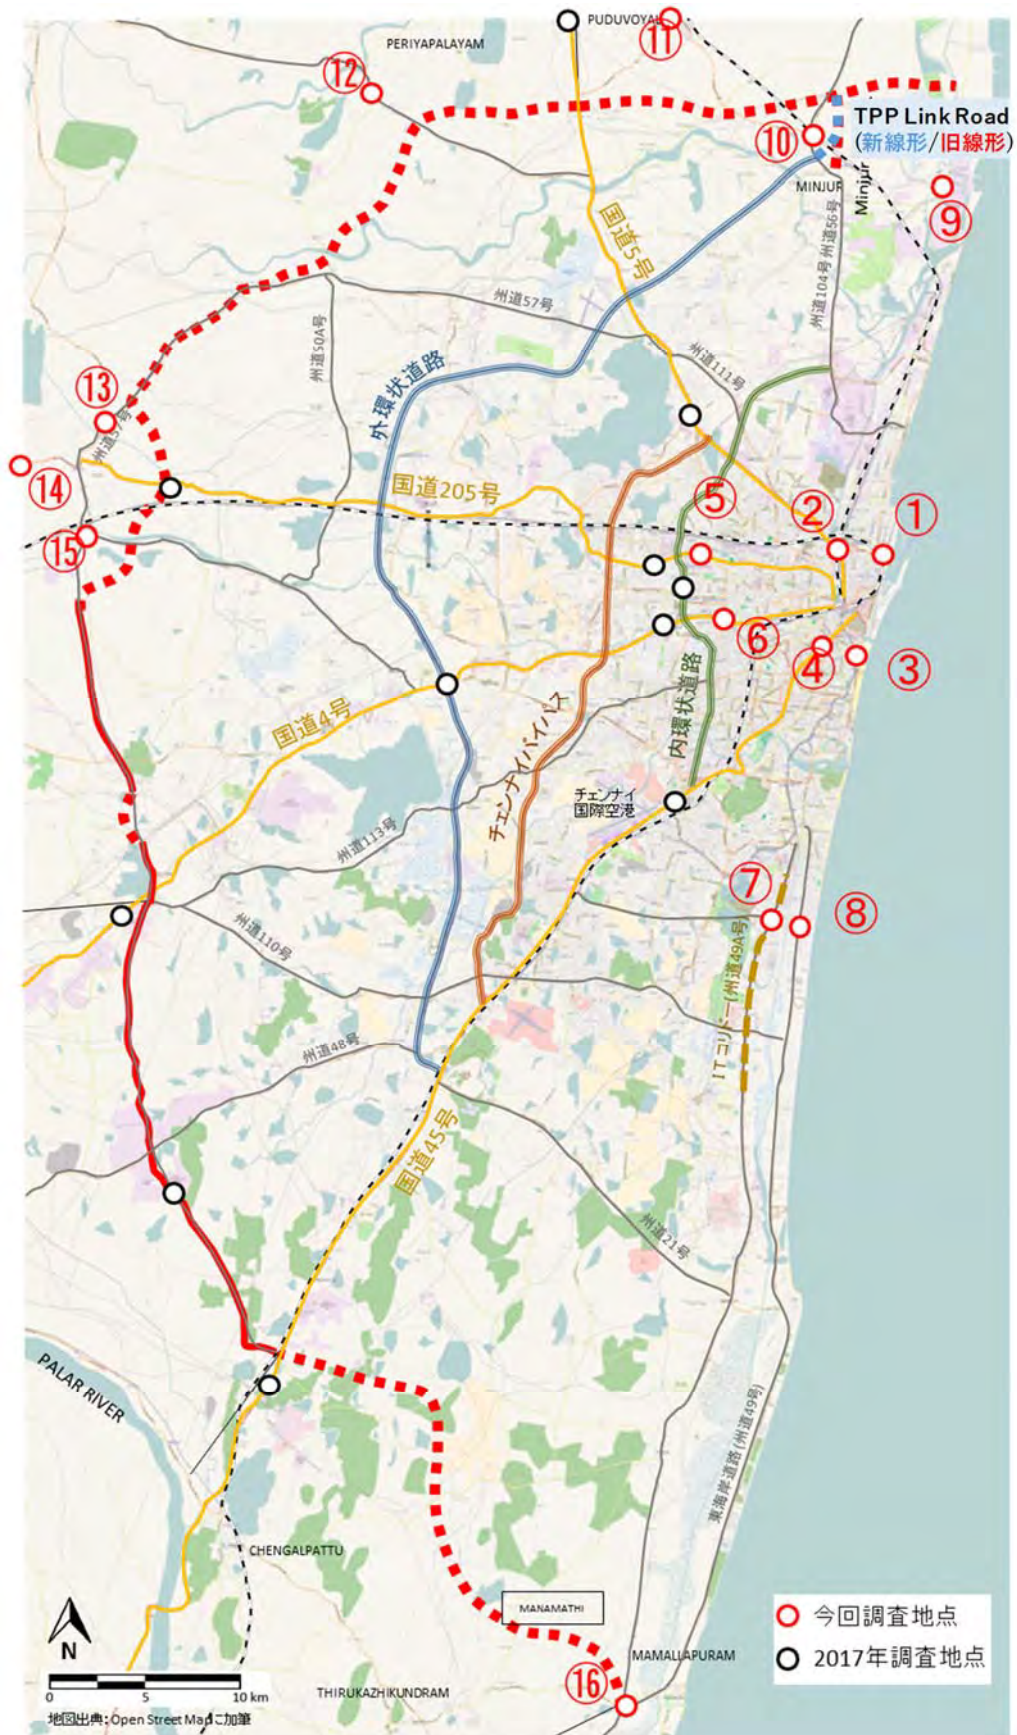 PUDUVOYAL
⑪
PERIYAPALAYAM
⑫
TPP Link Road
(新線形/旧線形)
⑩
MINJUR
Minjur
⑨
国道5号
州道104号 州道56号
州道57号
州道50A号
州道111号
外環状道路
⑬
州道57号
⑭
国道205号
⑤
②
①
⑮
⑥
④
③
内環状道路
国道4号
チェンナイバイパス
チェンナイ
国際空港
州道113号
⑦
⑧
州道110号
ITコリドー(州道49A号)
州道48号
国道45号
州道21号
PALAR RIVER
東海岸道路(州道49号)
CHENGALPATTU
MANAMATHI
MAMALLAPURAM
⑯
THIRUKAZHIKUNDRAM
今回調査地点
2017年調査地点
N
0 5 10 km
地図出典:Open Street Mapに加筆